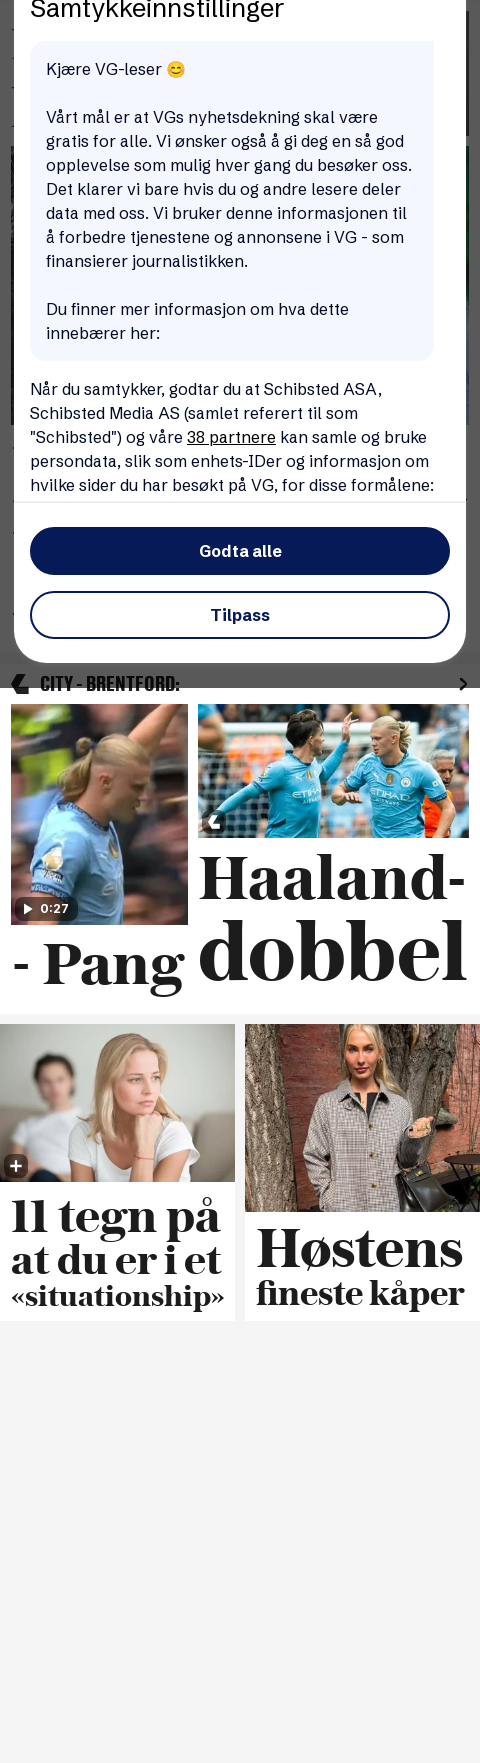 Samtykkeinnstillinger
Kjære VG-leser 😊
Vårt mål er at VGs nyhetsdekning skal være
gratis for alle. Vi ønsker også å gi deg en så god
opplevelse som mulig hver gang du besøker oss.
Det klarer vi bare hvis du og andre lesere deler
data med oss. Vi bruker denne informasjonen til
å forbedre tjenestene og annonsene i VG - som
finansierer journalistikken.
Du finner mer informasjon om hva dette
innebærer her:
Når du samtykker, godtar du at Schibsted ASA,
Schibsted Media AS (samlet referert til som
"Schibsted") og våre 38 partnere kan samle og bruke
persondata, slik som enhets-IDer og informasjon om
hvilke sider du har besøkt på VG, for disse formålene:
Godta alle
Tilpass
CITY - BRENTFORD:
0:27
- Pang
ETIHAD
AIRWAYS
Haaland-
dobbel
11 tegn på
at du er i et
«situationship»
Høstens
fineste kåper